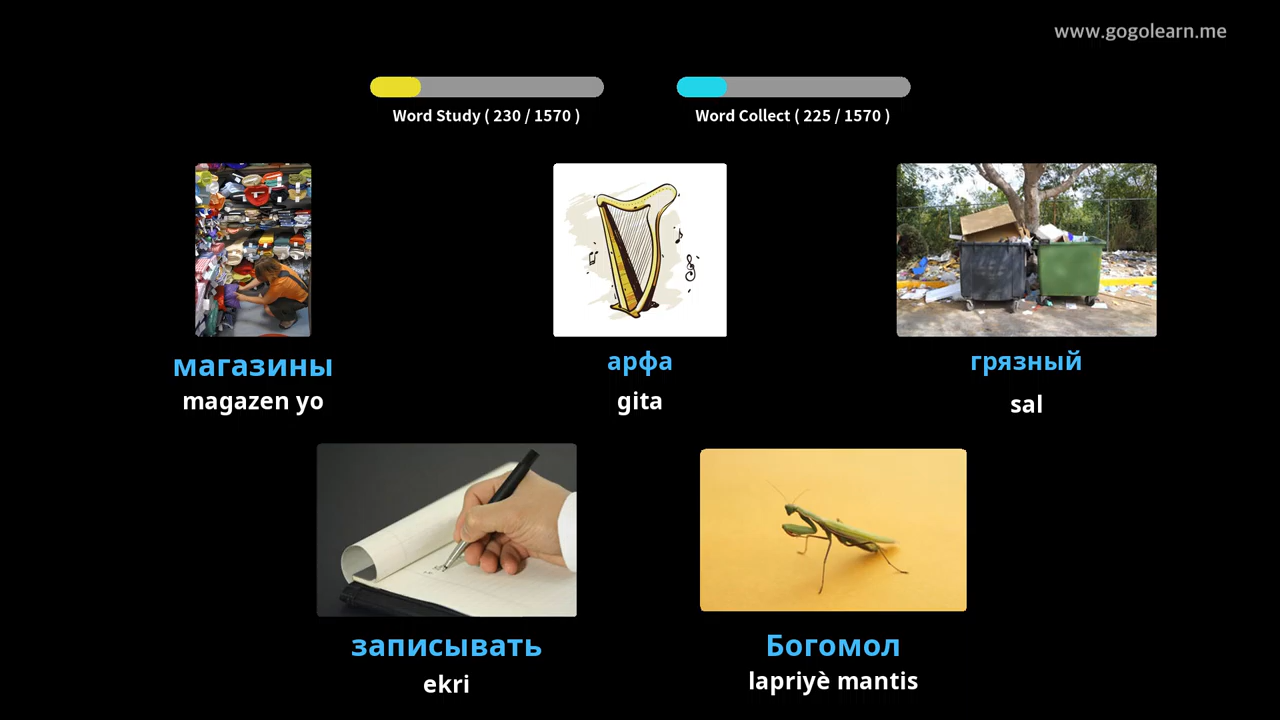 www.gogolearn.me
Word Study ( 230 / 1570 )
Word Collect ( 225 / 1570 )
магазины
magazen yo
арфа
gita
грязный
sal
записывать
ekri
Богомол
lapriyè mantis